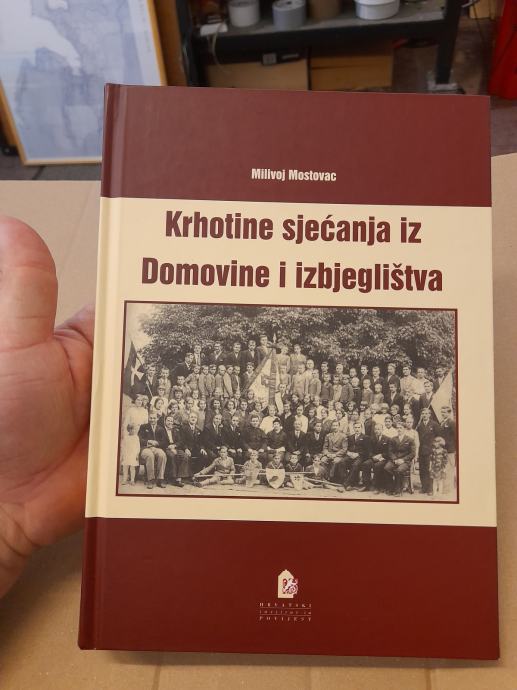 Milivoj Mostovac
Krhotine sjećanja iz
Domovine i izbjeglištva
HRVATSKI
INSTITUT ZA
POVIJEST